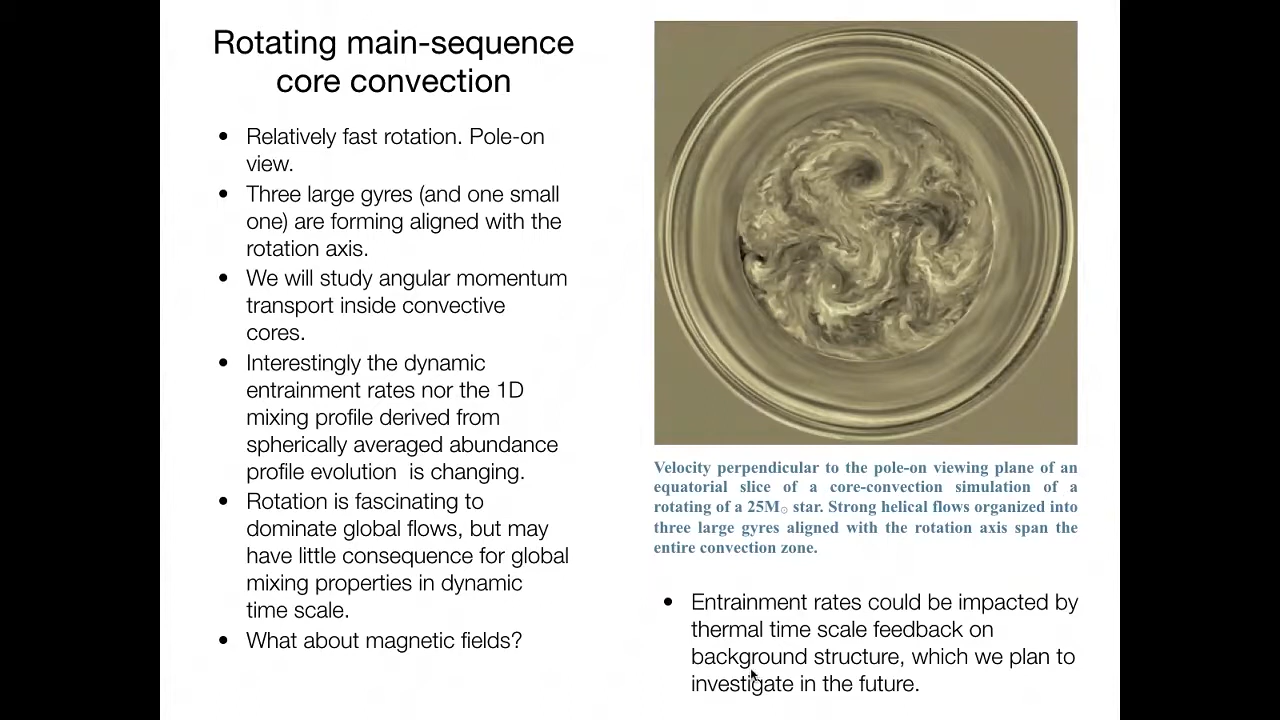 Rotating main-sequence
core convection
• Relatively fast rotation. Pole-on
view.
• Three large gyres (and one small
one) are forming aligned with the
rotation axis.
• We will study angular momentum
transport inside convective
cores.
• Interestingly the dynamic
entrainment rates nor the 1D
mixing profile derived from
spherically averaged abundance
profile evolution  is changing.
• Rotation is fascinating to
dominate global flows, but may
have little consequence for global
mixing properties in dynamic
time scale.
• What about magnetic fields?
Velocity perpendicular to the pole-on viewing plane of an
equatorial slice of a core-convection simulation of a
rotating of a 25M☉ star. Strong helical flows organized into
three large gyres aligned with the rotation axis span the
entire convection zone.
• Entrainment rates could be impacted by
thermal time scale feedback on
background structure, which we plan to
investigate in the future.